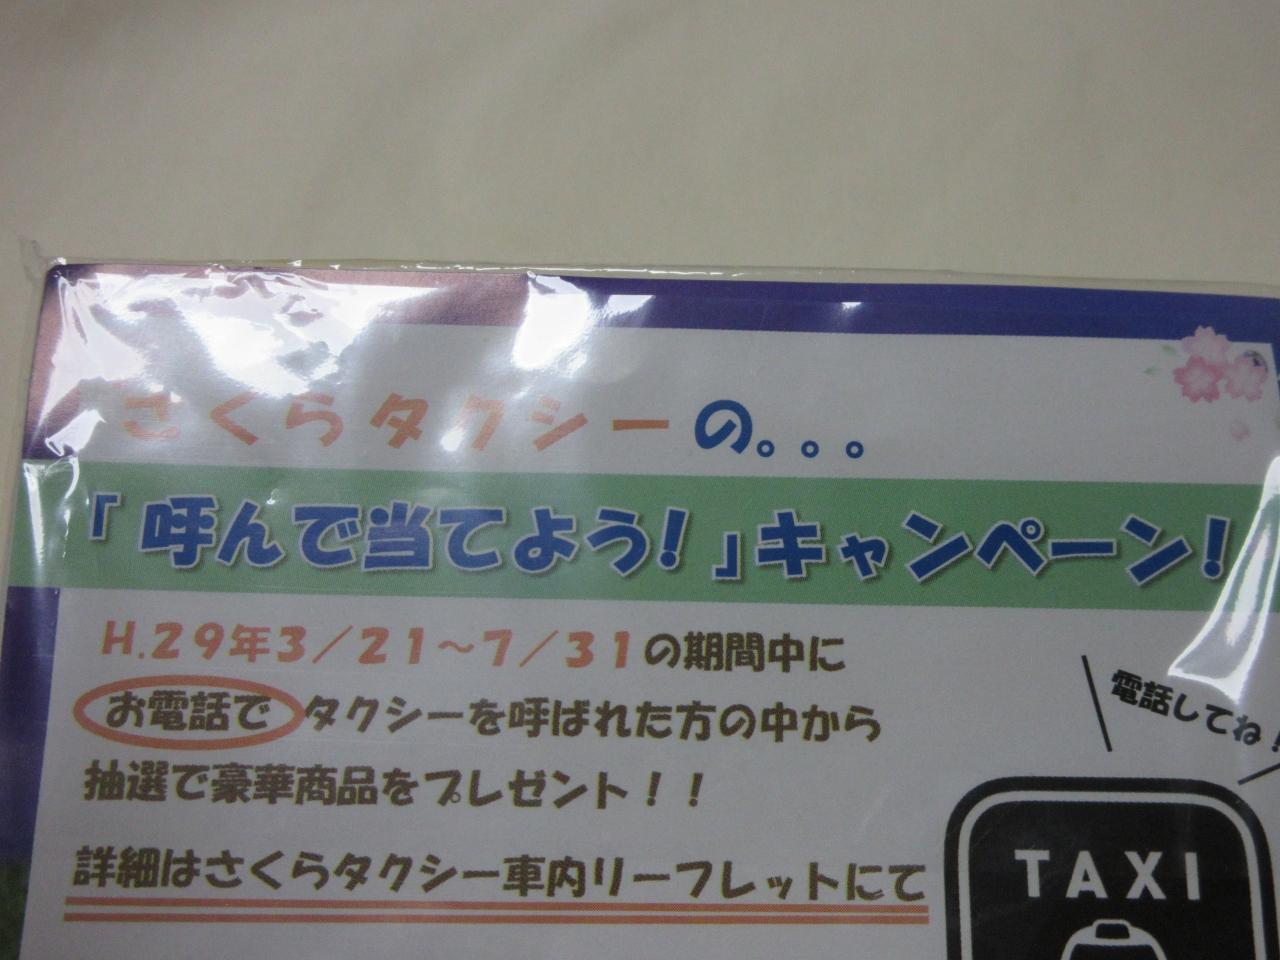 さくらタクシーの。。。
「呼んで当てよう!」キャンペーン!
H.29年3/21~7/31の期間中に
お電話でタクシーを呼ばれた方の中から
抽選で豪華商品をプレゼント!!
詳細はさくらタクシー車内リーフレットにて
電話してね!
TAXI